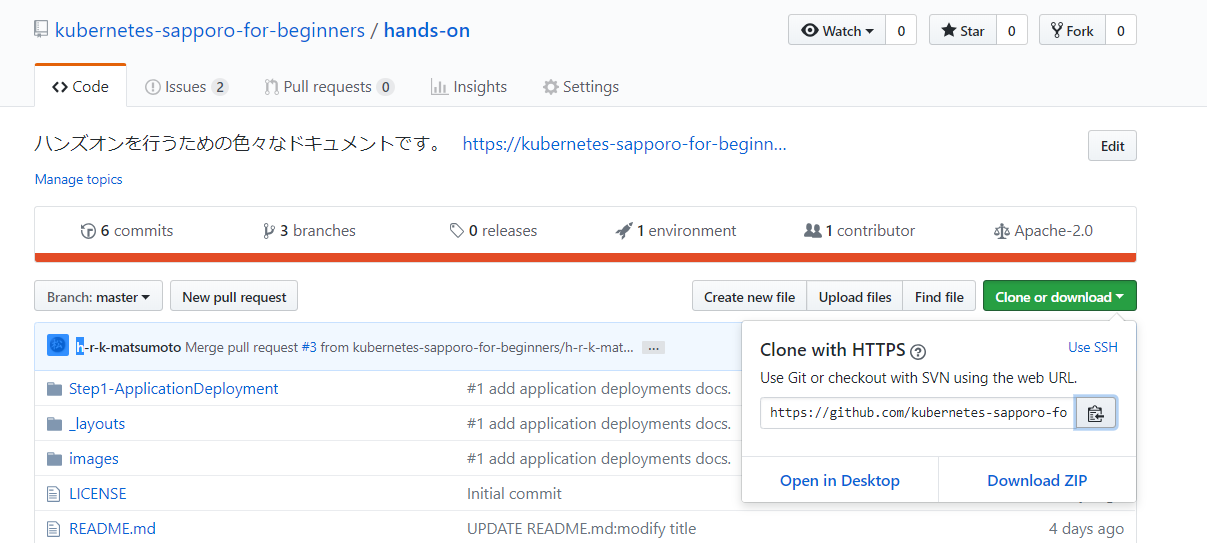 kubernetes-sapporo-for-beginners / hands-on
Watch 0 Star 0 Fork 0
Code Issues 2 Pull requests 0 Insights Settings
ハンズオンを行うための色々なドキュメントです。 https://kubernetes-sapporo-for-beginn...
Edit
Manage topics
6 commits 3 branches 0 releases 1 environment 1 contributor Apache-2.0
Branch: master New pull request Create new file Upload files Find file Clone or download
h-r-k-matsumoto Merge pull request #3 from kubernetes-sapporo-for-beginners/h-r-k-mat... ...
Clone with HTTPS ? Use SSH
Use Git or checkout with SVN using the web URL.
https://github.com/kubernetes-sapporo-fo
Open in Desktop Download ZIP
Step1-ApplicationDeployment #1 add application deployments docs.
_layouts #1 add application deployments docs.
images #1 add application deployments docs.
LICENSE Initial commit
README.md UPDATE README.md:modify title 4 days ago